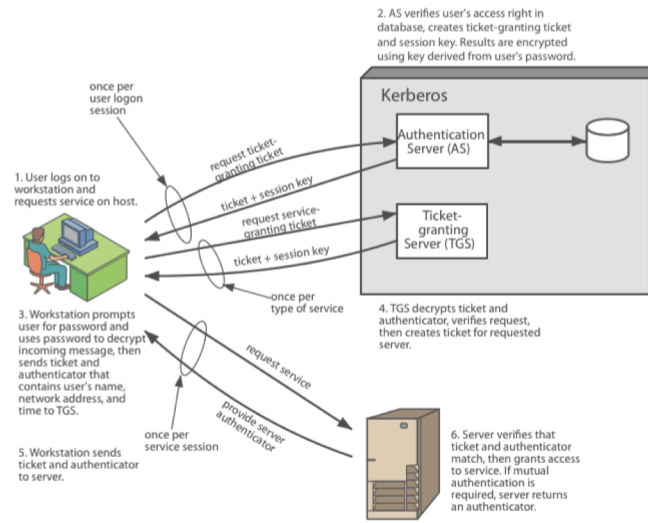 2. AS verifies user's access right in
database, creates ticket-granting ticket
and session key. Results are encrypted
using key derived from user's password.
once per
user logon
session
Kerberos
request ticket-
granting ticket
Authentication
Server (AS)
1. User logs on to
workstation and
requests service on host.
ticket + session key
request service-
granting ticket
Ticket-
granting
Server (TGS)
ticket + session key
once per
type of service
4. TGS decrypts ticket and
authenticator, verifies request,
then creates ticket for requested
server.
3. Workstation prompts
user for password and
uses password to decrypt
incoming message, then
sends ticket and
authenticator that
contains user's name,
network address, and
time to TGS.
request service
provide server
authenticator
once per
service session
5. Workstation sends
ticket and authenticator
to server.
6. Server verifies that
ticket and authenticator
match, then grants access
to service. If mutual
authentication is
required, server returns
an authenticator.